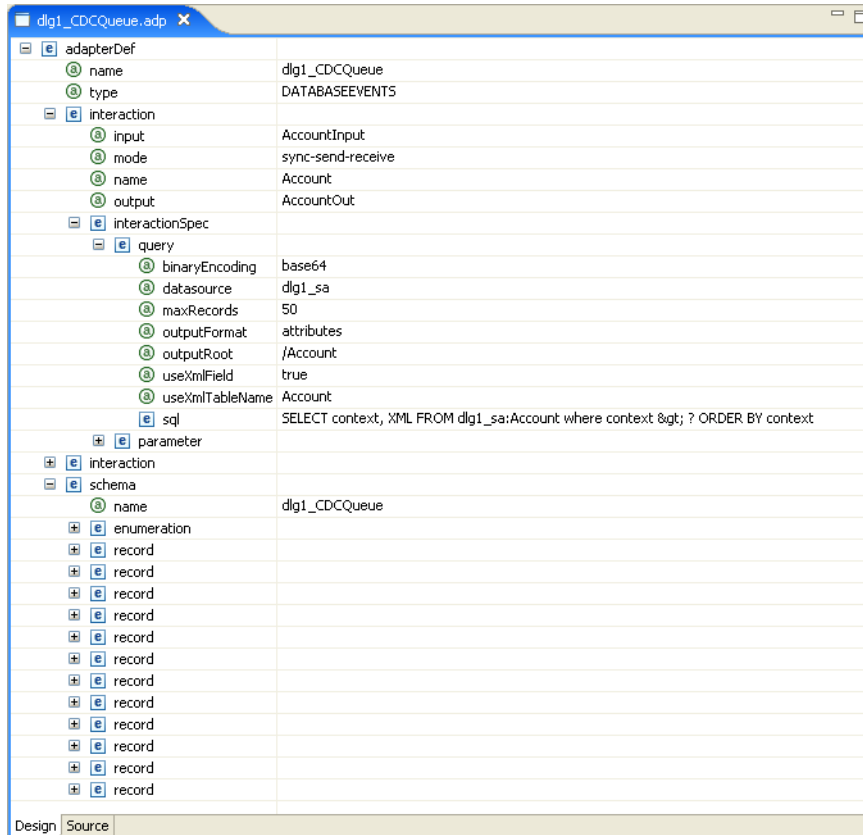 dlg1_CDCQueue.adp
e adapterDef
a name dlg1_CDCQueue
a type DATABASEEVENTS
e interaction
a input AccountInput
a mode sync-send-receive
a name Account
a output AccountOut
e interactionSpec
e query
a binaryEncoding base64
a datasource dlg1_sa
a maxRecords 50
a outputFormat attributes
a outputRoot /Account
a useXmlField true
a useXmlTableName Account
e sql SELECT context, XML FROM dlg1_sa:Account where context &gt; ? ORDER BY context
e parameter
e interaction
e schema
a name dlg1_CDCQueue
e enumeration
e record
e record
e record
e record
e record
e record
e record
e record
e record
e record
e record
e record
Design Source